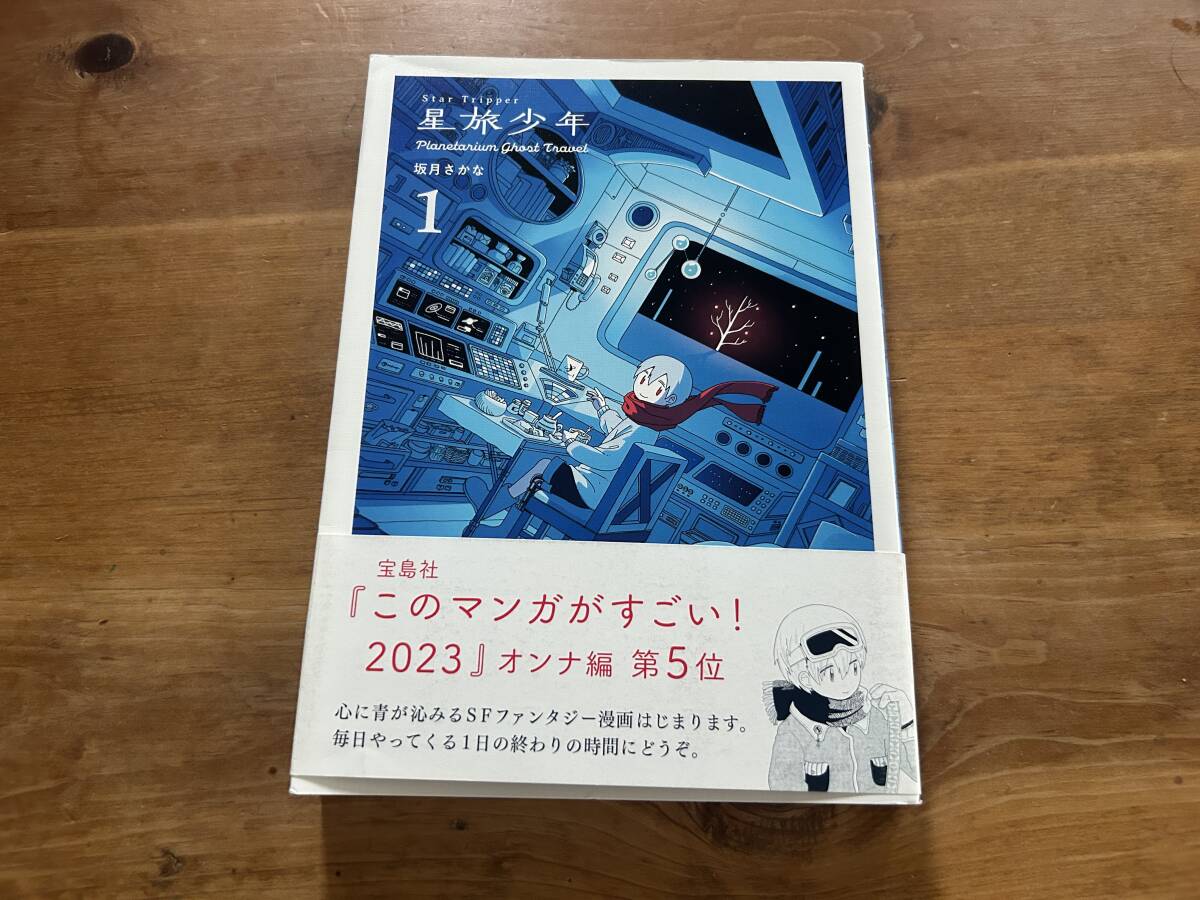 Star Tripper
星旅少年
Planetarium Ghost Travel
坂月さかな
1
宝島社
『このマンガがすごい!
2023』オンナ編 第5位
心に青が沁みるSFファンタジー漫画はじまります。
毎日やってくる1日の終わりの時間にどうぞ。